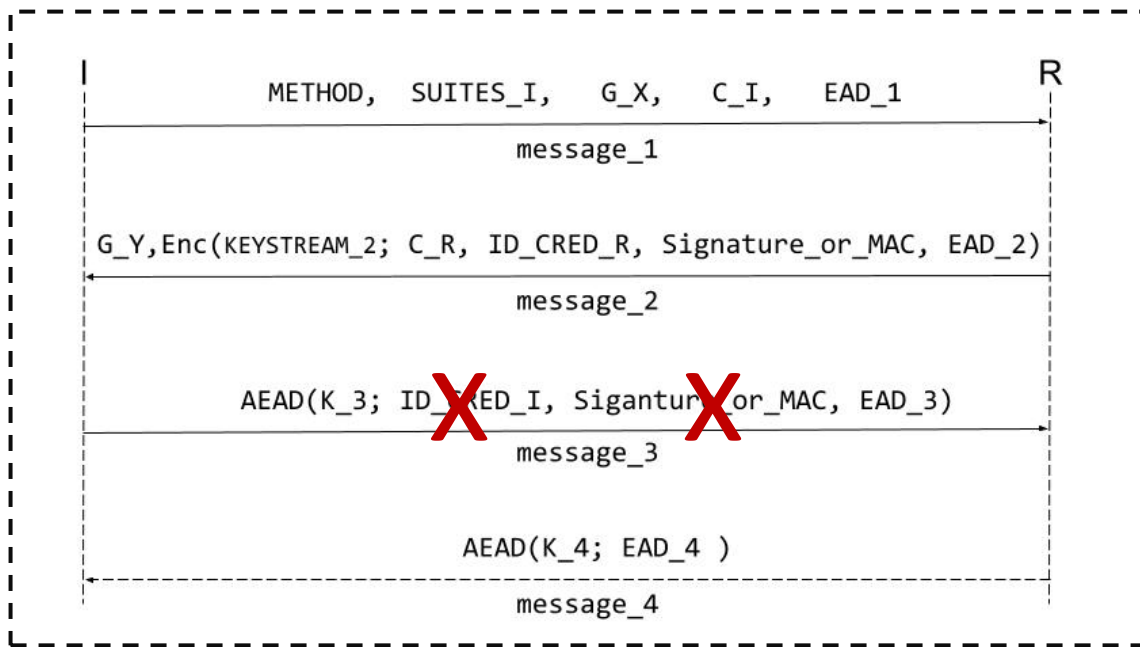 I R
METHOD, SUITES_I, G_X, C_I, EAD_1
message_1
G_Y,Enc(KEYSTREAM_2; C_R, ID_CRED_R, Signature_or_MAC, EAD_2)
message_2
AEAD(K_3; ID_CRED_I, Siganture_or_MAC, EAD_3)
X X
message_3
AEAD(K_4; EAD_4 )
message_4